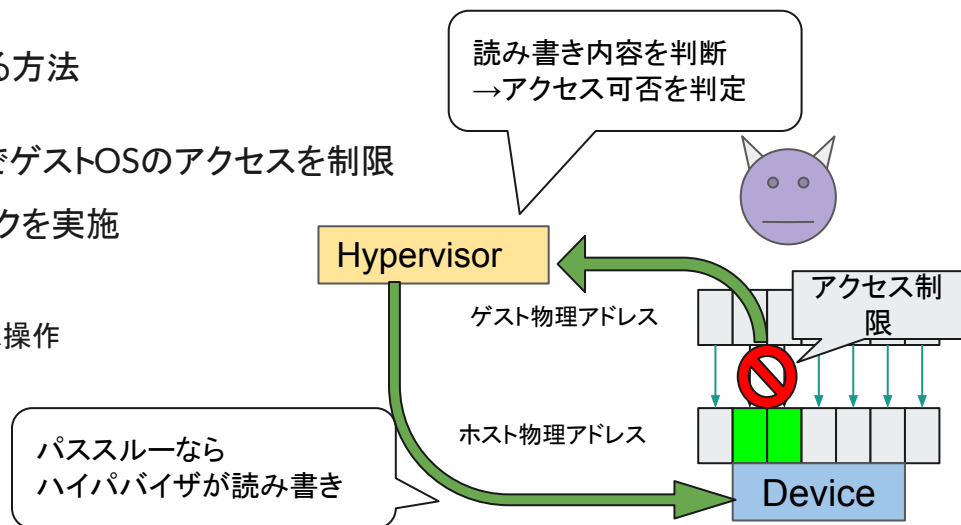 る方法
でゲストOSのアクセスを制限
クを実施
操作
読み書き内容を判断
→アクセス可否を判定
Hypervisor
アクセス制
限
ゲスト物理アドレス
ホスト物理アドレス
パススルーなら
ハイパバイザが読み書き
Device